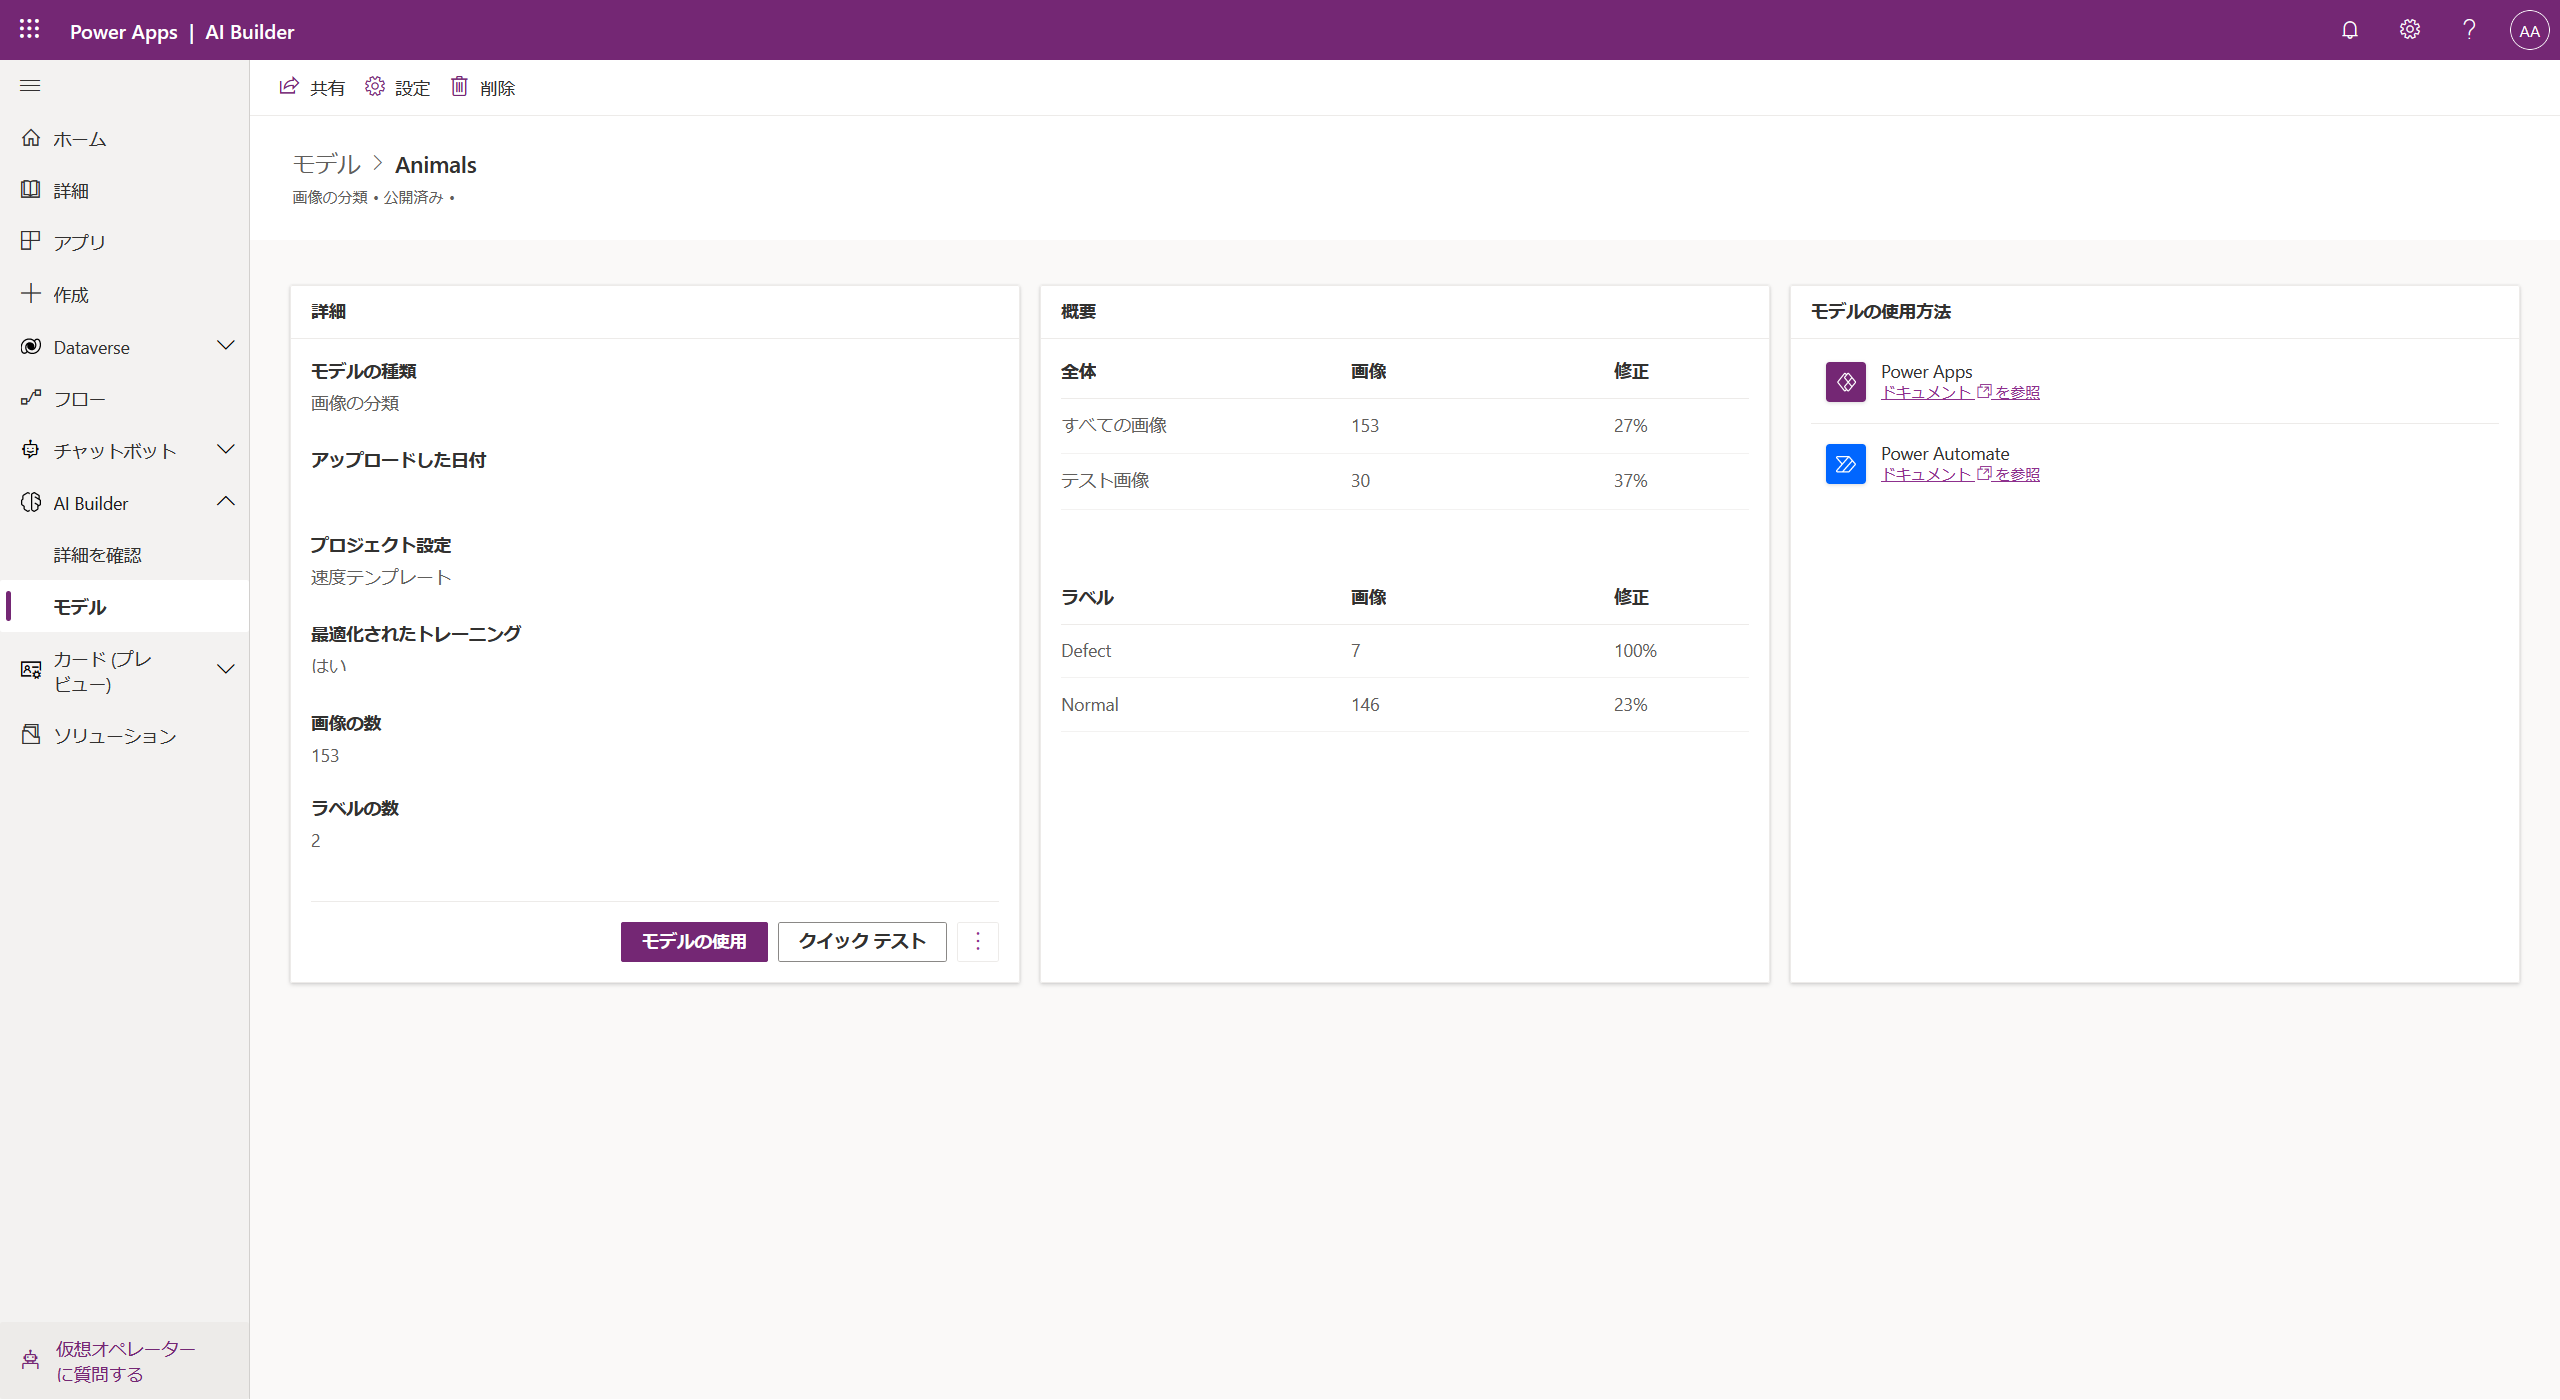 Power Apps | AI Builder
AA
共有
設定
削除
ホーム
詳細
アプリ
作成
Dataverse
フロー
チャットボット
AI Builder
詳細を確認
モデル
カード (プレ
ビュー)
ソリューション
仮想オペレーター
に質問する
モデル > Animals
画像の分類 • 公開済み •
詳細
モデルの種類
画像の分類
アップロードした日付
プロジェクト設定
速度テンプレート
最適化されたトレーニング
はい
画像の数
153
ラベルの数
2
モデルの使用
クイック テスト
概要
全体 画像 修正
すべての画像 153 27%
テスト画像 30 37%
ラベル 画像 修正
Defect 7 100%
Normal 146 23%
モデルの使用方法
Power Apps
ドキュメント を参照
Power Automate
ドキュメント を参照